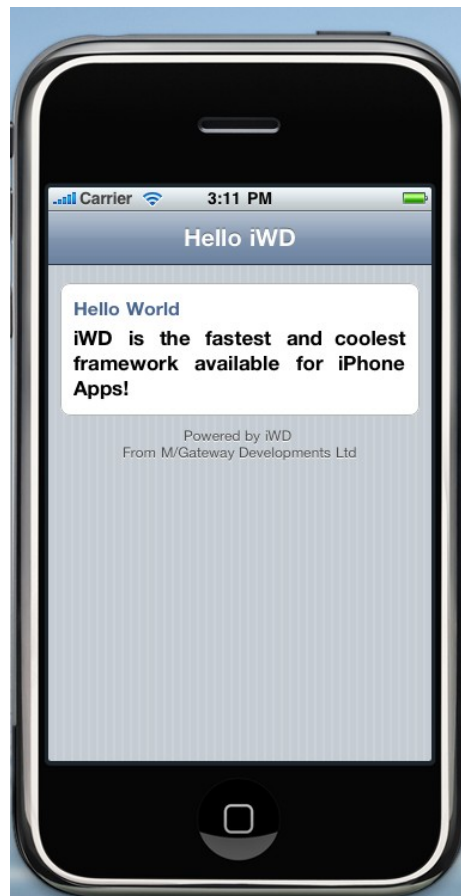 Carrier 3:11 PM
Hello iWD
Hello World
iWD is the fastest and coolest
framework available for iPhone
Apps!
Powered by iWD
From M/Gateway Developments Ltd